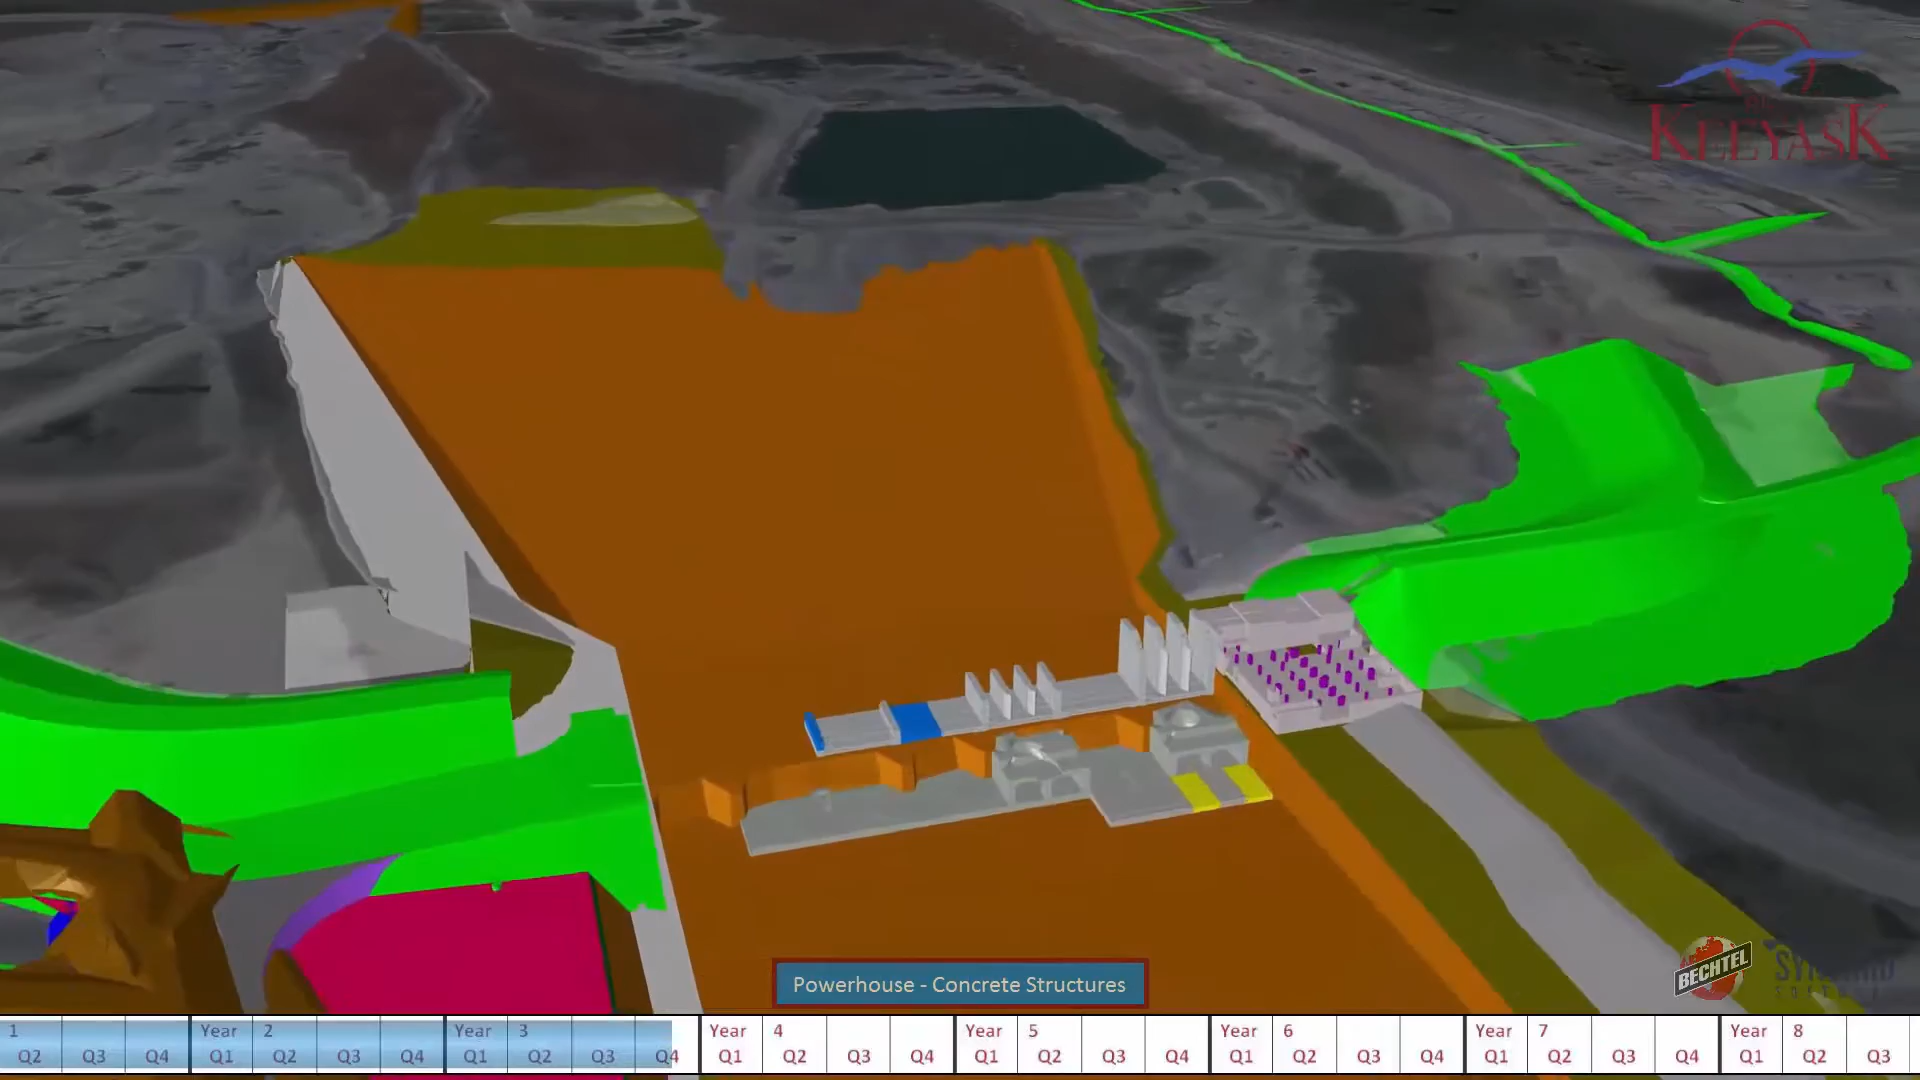 KEEYASK
BECHTEL
Powerhouse - Concrete Structures
1 Year 2 Year 3 Year 4 Year 5 Year 6 Year 7 Year 8
Q2 Q3 Q4 Q1 Q2 Q3 Q4 Q1 Q2 Q3 Q4 Q1 Q2 Q3 Q4 Q1 Q2 Q3 Q4 Q1 Q2 Q3 Q4 Q1 Q2 Q3 Q4 Q1 Q2 Q3